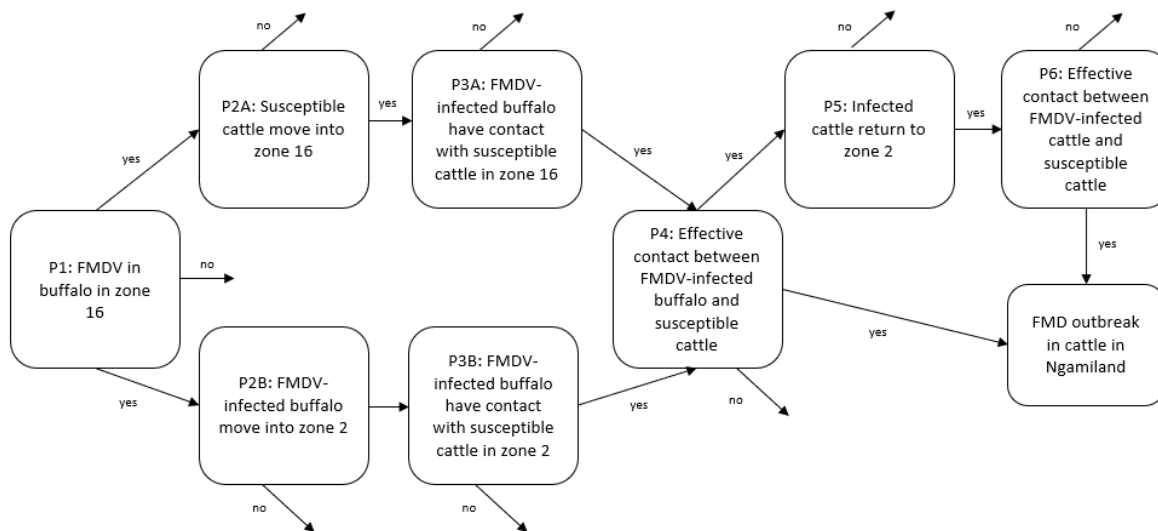 no
no
no
no
P2A: Susceptible
cattle move into
zone 16
yes
P3A: FMDV-
infected buffalo
have contact
with susceptible
cattle in zone 16
P5: Infected
cattle return to
zone 2
yes
P6: Effective
contact between
FMDV-infected
cattle and
susceptible
cattle
yes
yes
yes
yes
P1: FMDV in
buffalo in zone
16
no
P4: Effective
contact between
FMDV-infected
buffalo and
susceptible
cattle
yes
FMD outbreak
in cattle in
Ngamiland
yes
P2B: FMDV-
infected buffalo
move into zone 2
P3B: FMDV-
infected buffalo
have contact
with susceptible
cattle in zone 2
yes
no
no
no